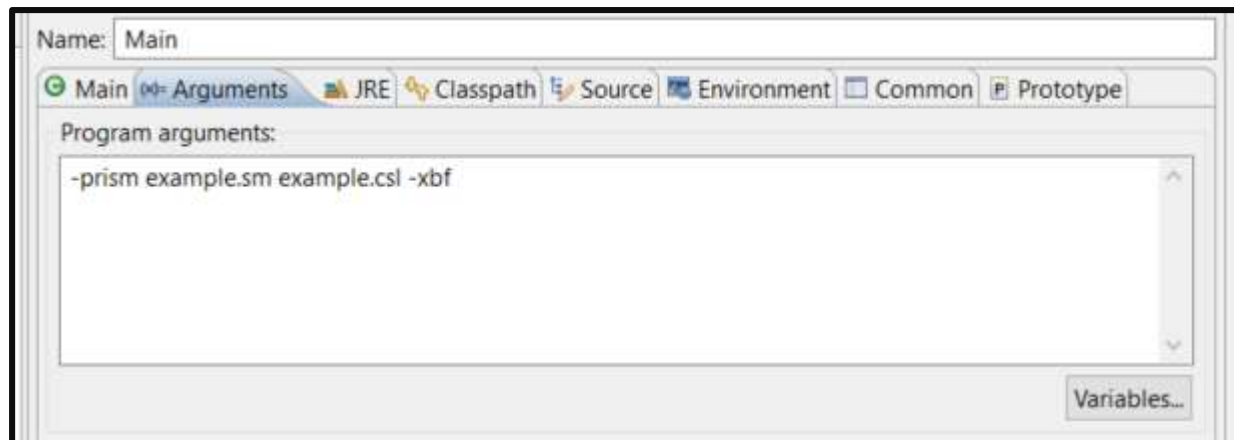 Name: Main
Main (x)= Arguments JRE Classpath Source Environment Common P Prototype
Program arguments:
-prism example.sm example.csl -xbf
Variables...